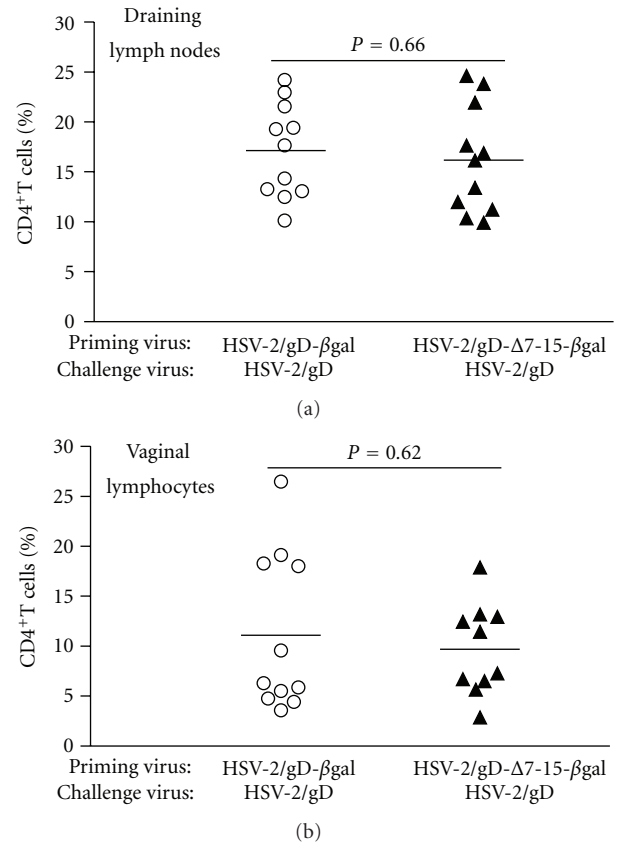 Draining
lymph nodes
P = 0.66
30
25
20
15
10
5
0
CD4⁺T cells (%)
Priming virus: HSV-2/gD-βgal HSV-2/gD-Δ7-15-βgal
Challenge virus: HSV-2/gD HSV-2/gD
(a)
Vaginal
lymphocytes
P = 0.62
30
25
20
15
10
5
0
CD4⁺T cells (%)
Priming virus: HSV-2/gD-βgal HSV-2/gD-Δ7-15-βgal
Challenge virus: HSV-2/gD HSV-2/gD
(b)